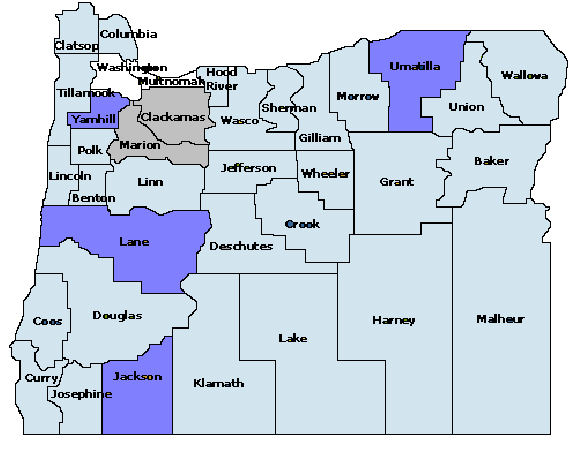 Columbia
Clatsop
Washington
Hood
River
Multnomah
Umatilla
Wallowa
Tillamook
Morrow
Union
Sherman
Yamhill
Clackamas
Wasco
Gilliam
Polk
Marion
Baker
Jefferson
Wheeler
Lincoln
Linn
Grant
Benton
Crook
Lane
Deschutes
Douglas
Coos
Harney
Malheur
Lake
Curry
Jackson
Klamath
Josephine